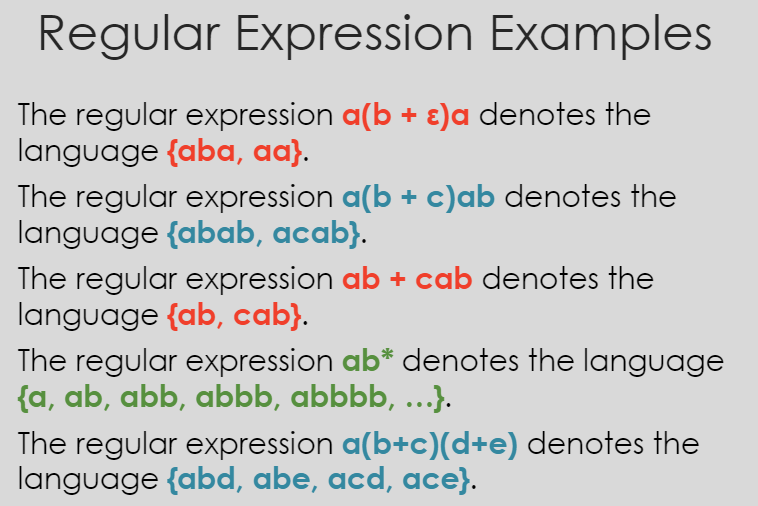 Regular Expression Examples
The regular expression a(b + ε)a denotes the
language {aba, aa}.
The regular expression a(b + c)ab denotes the
language {abab, acab}.
The regular expression ab + cab denotes the
language {ab, cab}.
The regular expression ab* denotes the language
{a, ab, abb, abbb, abbbb, …}.
The regular expression a(b+c)(d+e) denotes the
language {abd, abe, acd, ace}.